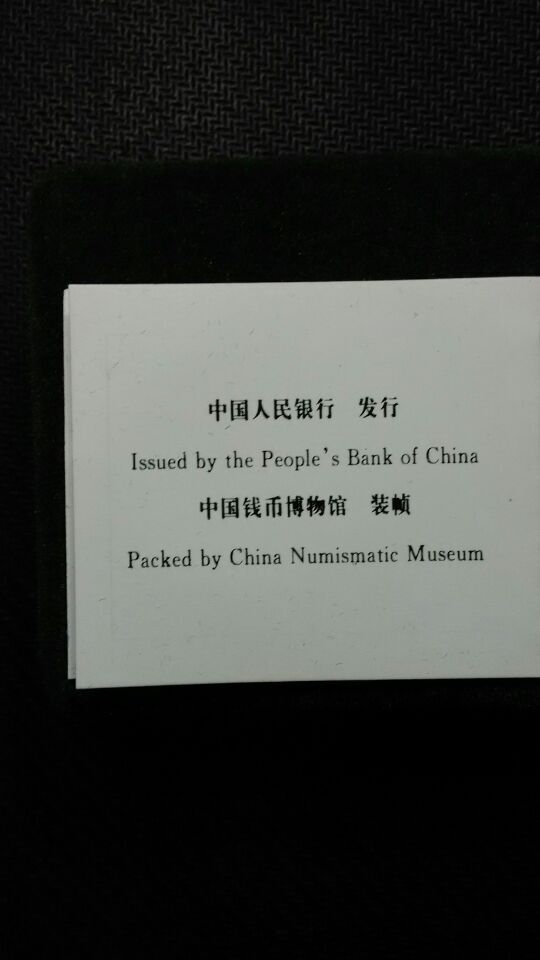 中国人民银行 发行
Issued by the People's Bank of China
中国钱币博物馆 装帧
Packed by China Numismatic Museum